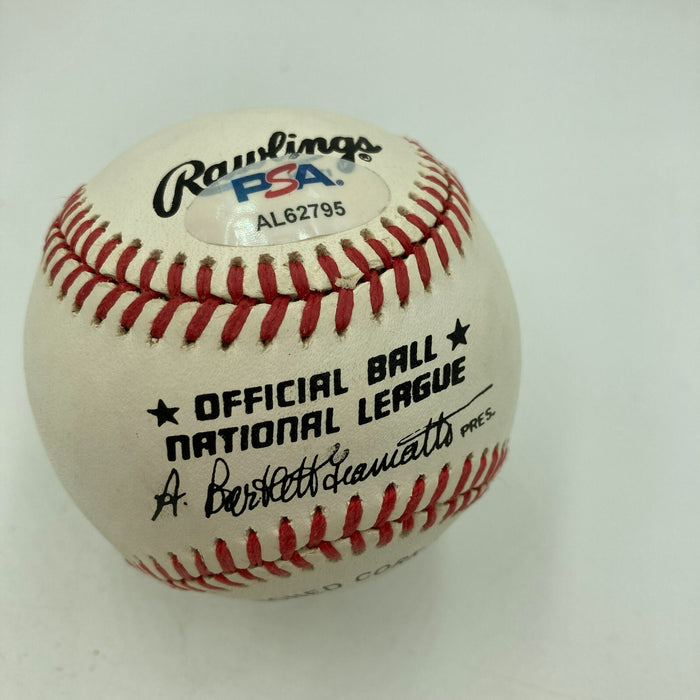 Rawlings
PSA
AL62795
★ OFFICIAL BALL ★
NATIONAL LEAGUE
A. Bartlett Giamatti PRES.